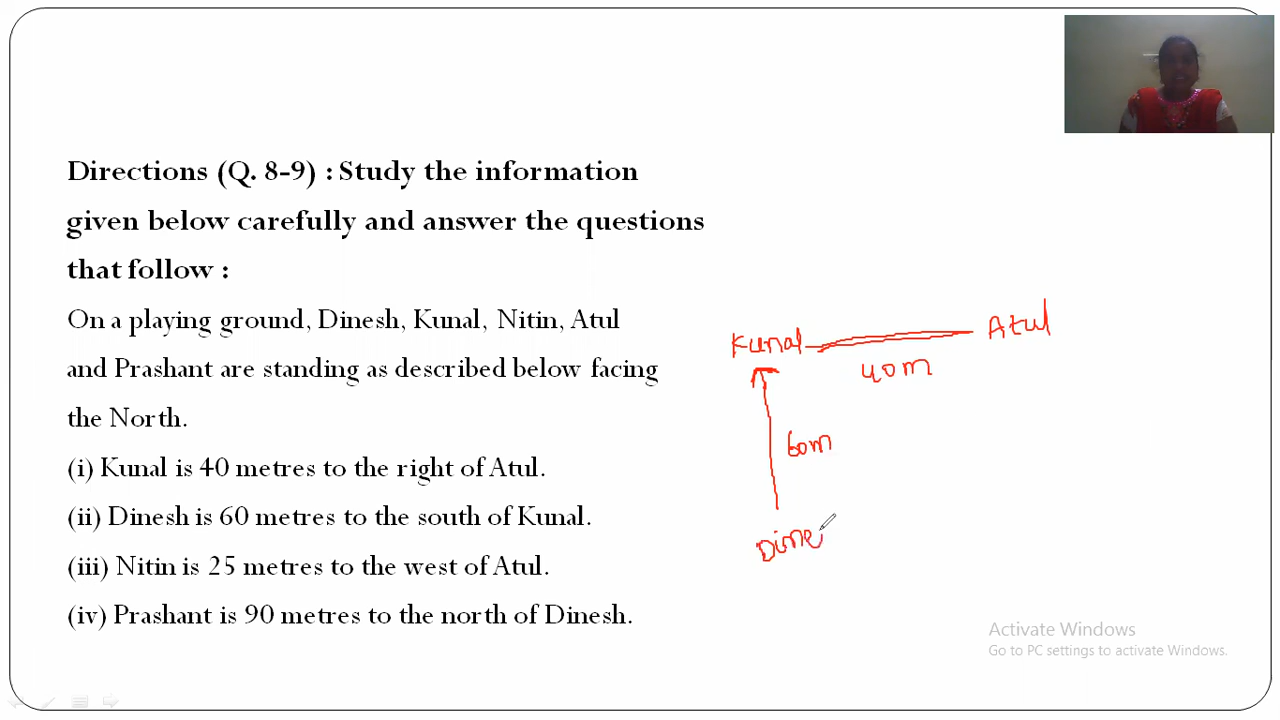 Directions (Q. 8-9) : Study the information
given below carefully and answer the questions
that follow :
On a playing ground, Dinesh, Kunal, Nitin, Atul
and Prashant are standing as described below facing
the North.
(i) Kunal is 40 metres to the right of Atul.
(ii) Dinesh is 60 metres to the south of Kunal.
(iii) Nitin is 25 metres to the west of Atul.
(iv) Prashant is 90 metres to the north of Dinesh.
Kunal
Atul
40m
60m
Dine
Activate Windows
Go to PC settings to activate Windows.